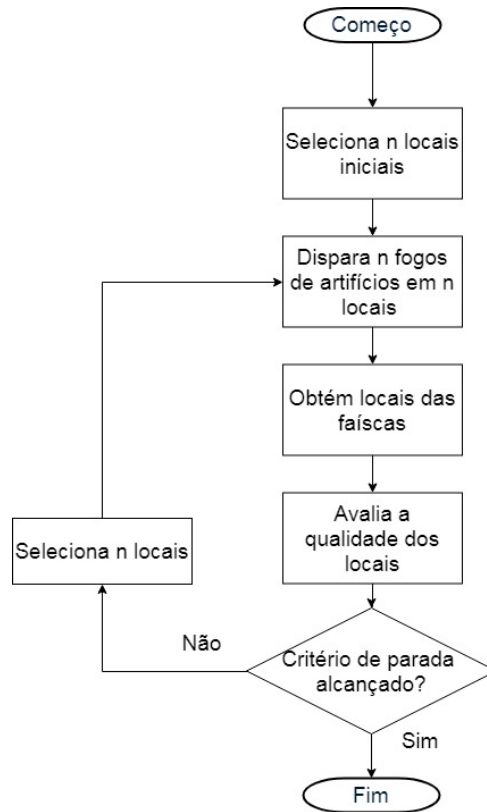 Começo
Seleciona n locais
iniciais
Dispara n fogos
de artifícios em n
locais
Obtém locais das
faíscas
Avalia a
qualidade dos
locais
Seleciona n locais
Não
Critério de parada
alcançado?
Sim
Fim